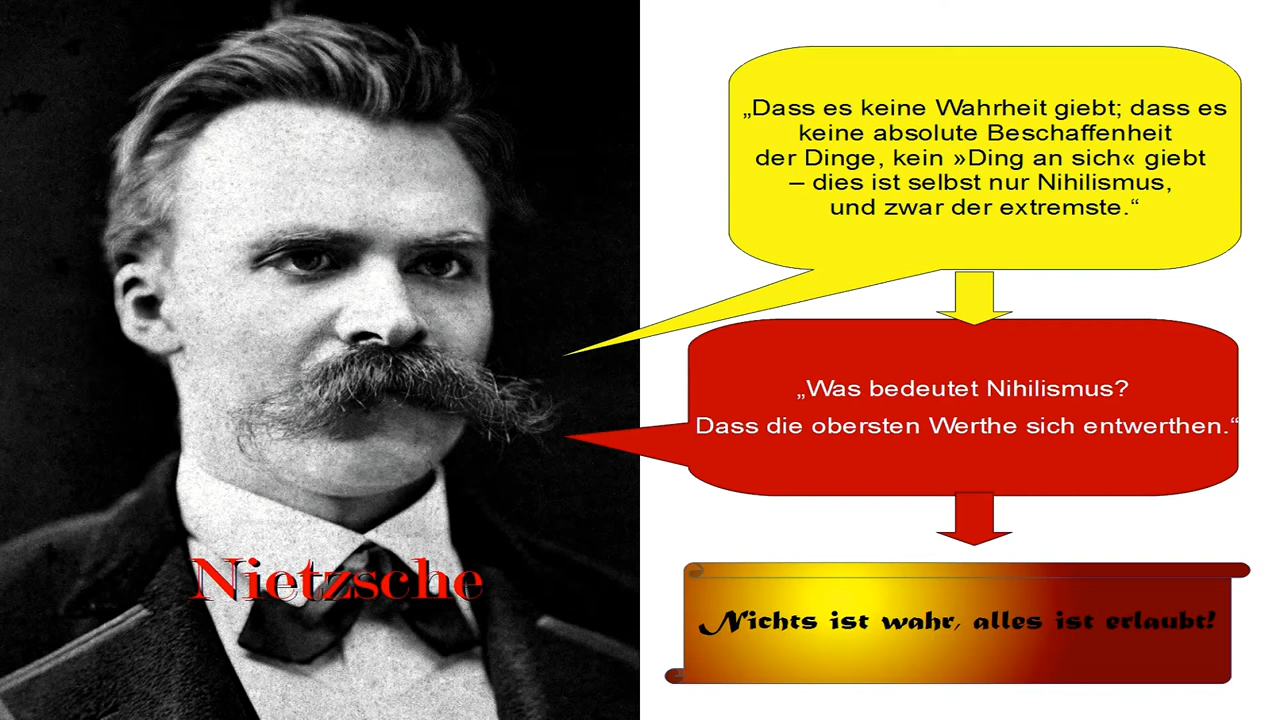 „Dass es keine Wahrheit giebt; dass es
keine absolute Beschaffenheit
der Dinge, kein »Ding an sich« giebt
– dies ist selbst nur Nihilismus,
und zwar der extremste.“
„Was bedeutet Nihilismus?
Dass die obersten Werthe sich entwerthen.“
Nietzsche
Nichts ist wahr, alles ist erlaubt!